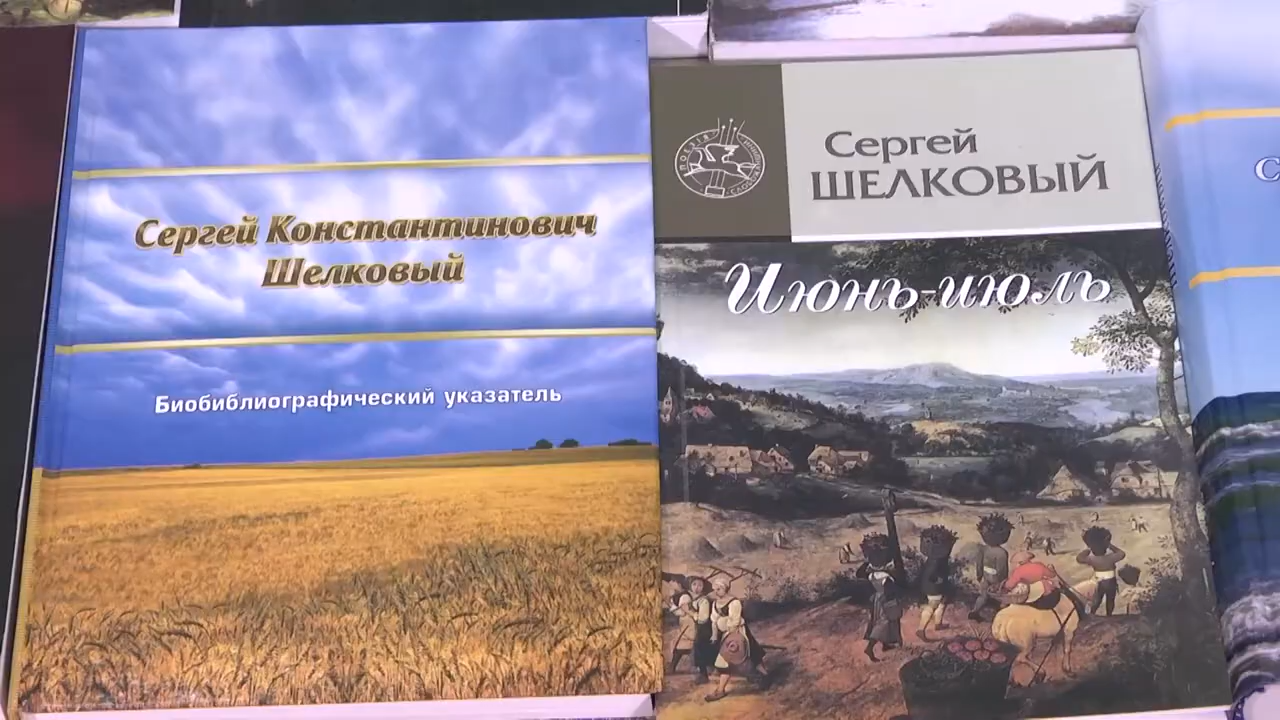 Сергей Константинович
Шелковый
Биобиблиографический указатель
Сергей
ШЕЛКОВЫЙ
Июнь-июль
С